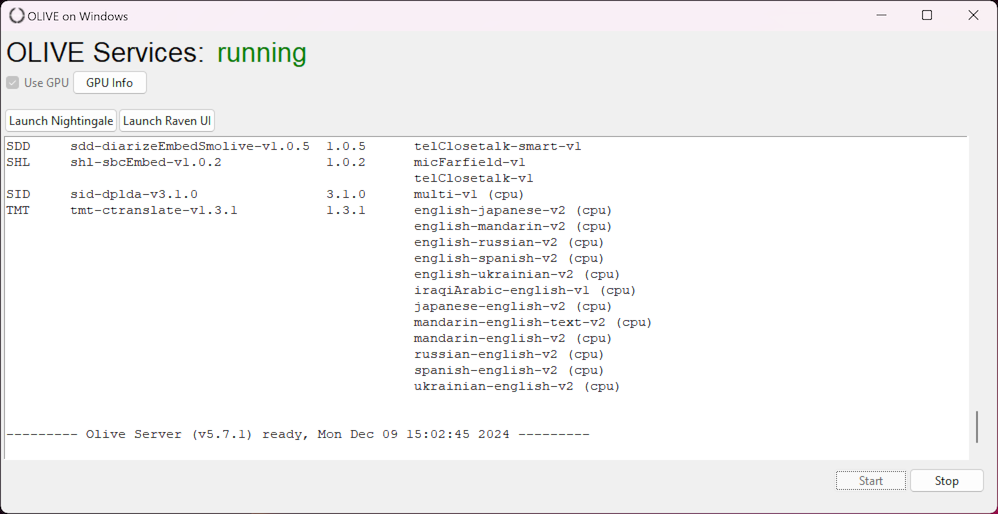 OLIVE on Windows
OLIVE Services: running
Use GPU GPU Info
Launch Nightingale Launch Raven UI
SDD sdd-diarizeEmbedSmolive-v1.0.5 1.0.5 telClosetalk-smart-v1
SHL shl-sbcEmbed-v1.0.2 1.0.2 micFarfield-v1
telClosetalk-v1
SID sid-dplda-v3.1.0 3.1.0 multi-v1 (cpu)
TMT tmt-ctranslate-v1.3.1 1.3.1 english-japanese-v2 (cpu)
english-mandarin-v2 (cpu)
english-russian-v2 (cpu)
english-spanish-v2 (cpu)
english-ukrainian-v2 (cpu)
iraqiArabic-english-v1 (cpu)
japanese-english-v2 (cpu)
mandarin-english-text-v2 (cpu)
mandarin-english-v2 (cpu)
russian-english-v2 (cpu)
spanish-english-v2 (cpu)
ukrainian-english-v2 (cpu)
--------- Olive Server (v5.7.1) ready, Mon Dec 09 15:02:45 2024 ---------
Start Stop